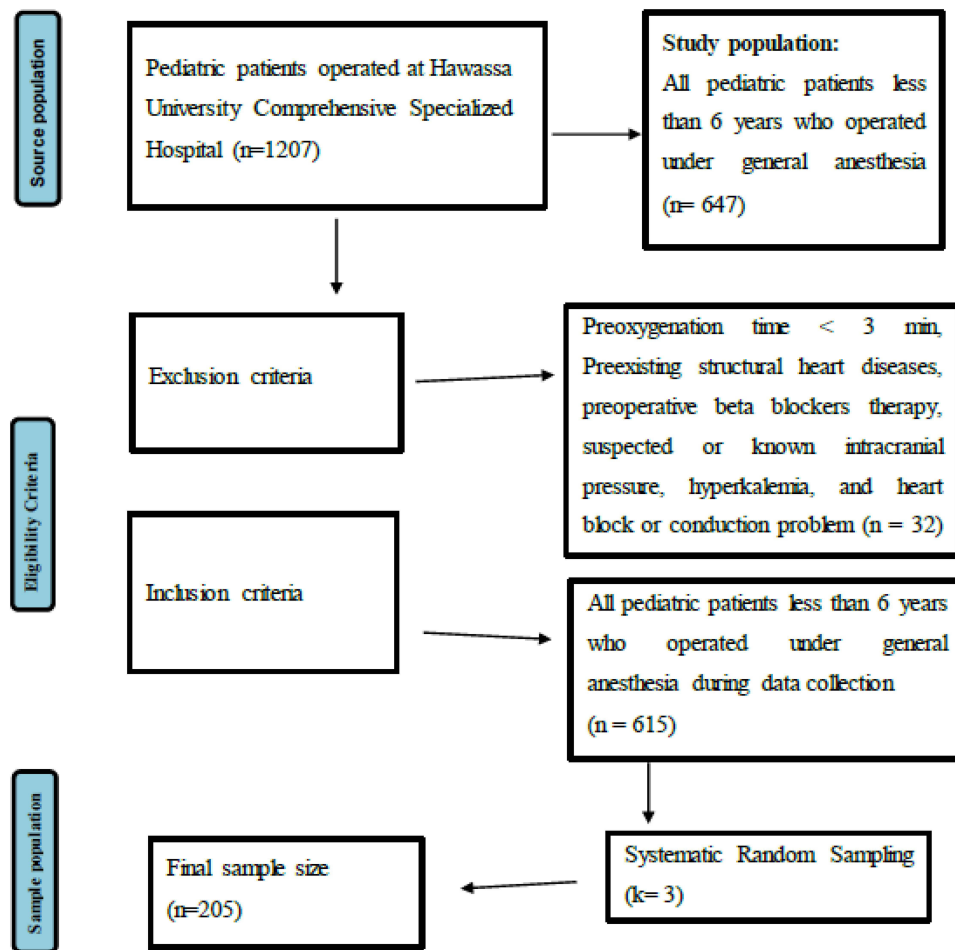 Source population
Pediatric patients operated at Hawassa
University Comprehensive Specialized
Hospital (n=1207)
Study population:
All pediatric patients less
than 6 years who operated
under general anesthesia
(n= 647)
Eligibility Criteria
Exclusion criteria
Preoxygenation time < 3 min,
Preexisting structural heart diseases,
preoperative beta blockers therapy,
suspected or known intracranial
pressure, hyperkalemia, and heart
block or conduction problem (n = 32)
Inclusion criteria
All pediatric patients less than 6 years
who operated under general
anesthesia during data collection
(n = 615)
Sample population
Final sample size
(n=205)
Systematic Random Sampling
(k= 3)